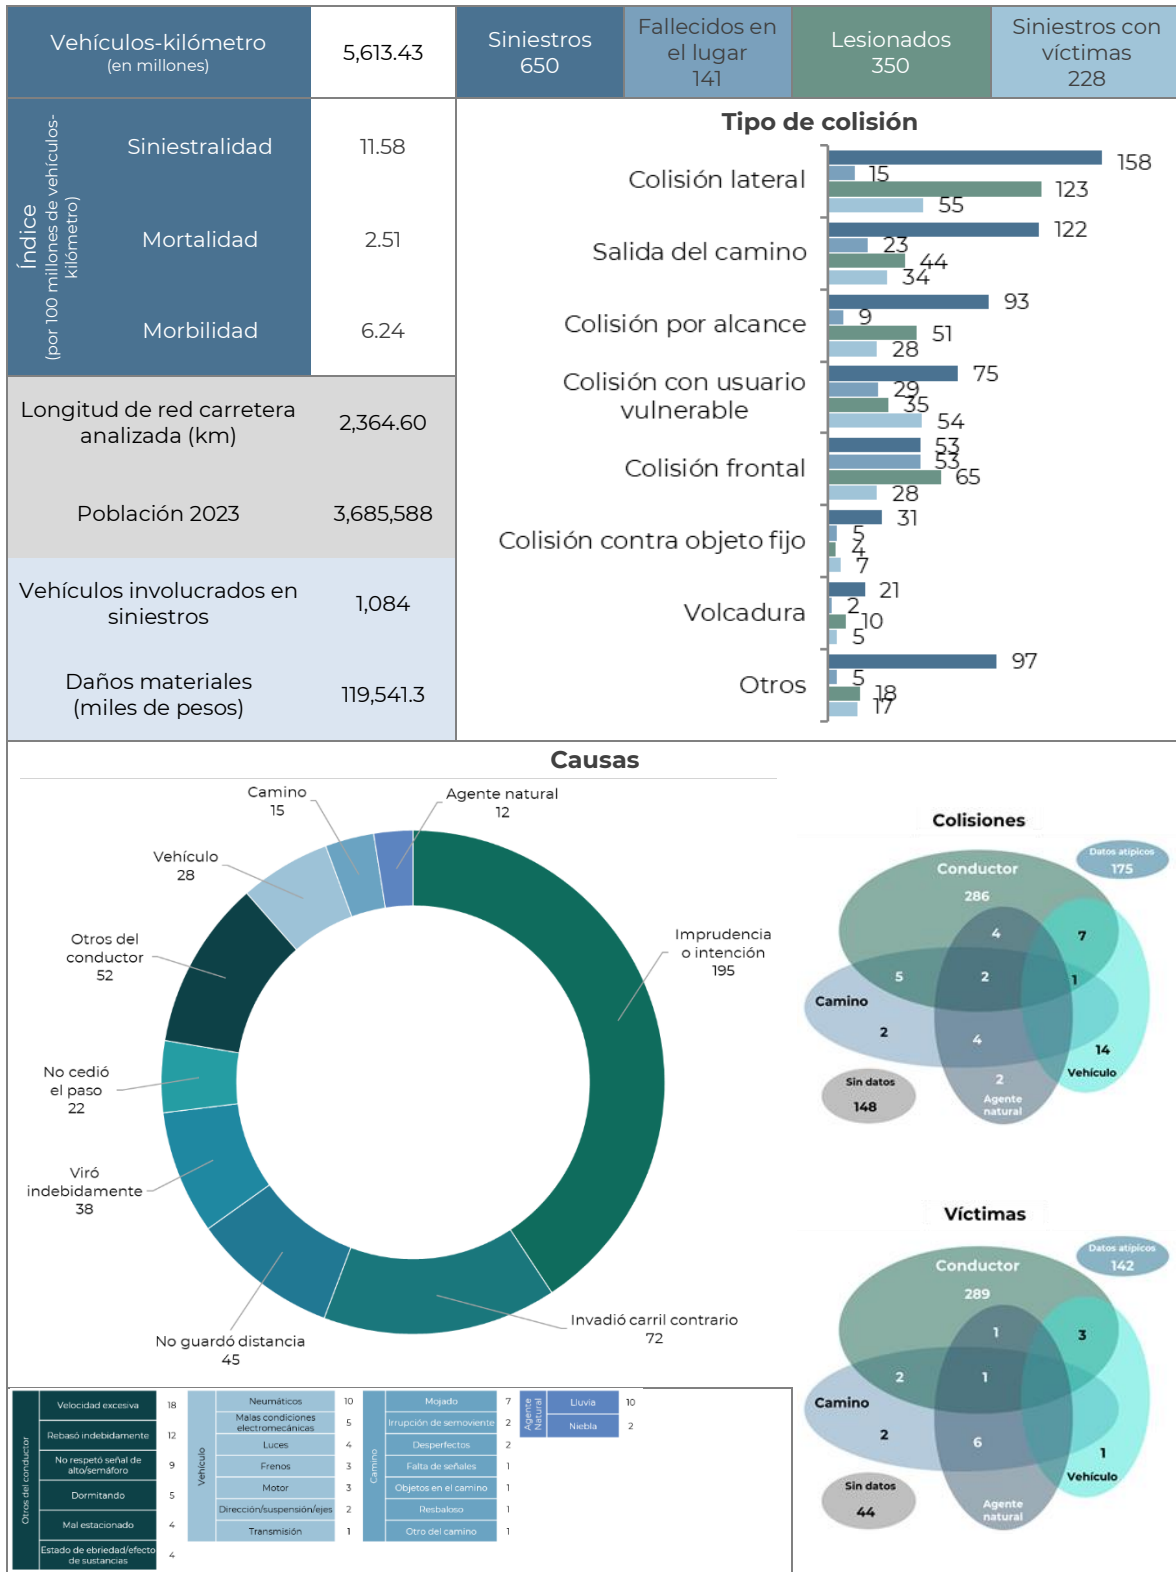 Vehículos-kilómetro
(en millones)
5,613.43
Siniestros
650
Fallecidos en
el lugar
141
Lesionados
350
Siniestros con
víctimas
228
Índice
(por 100 millones de vehículos-
kilómetro)
Siniestralidad
11.58
Mortalidad
2.51
Morbilidad
6.24
Longitud de red carretera
analizada (km)
2,364.60
Población 2023
3,685,588
Vehículos involucrados en
siniestros
1,084
Daños materiales
(miles de pesos)
119,541.3
Tipo de colisión
Colisión lateral
158
15
123
55
Salida del camino
122
23
44
34
Colisión por alcance
93
9
51
28
Colisión con usuario
vulnerable
75
29
35
54
Colisión frontal
53
53
65
28
Colisión contra objeto fijo
31
5
4
7
Volcadura
21
2
10
5
Otros
97
5
18
17
Causas
Camino
15
Agente natural
12
Vehículo
28
Otros del
conductor
52
No cedió
el paso
22
Viró
indebidamente
38
No guardó distancia
45
Invadió carril contrario
72
Imprudencia
o intención
195
Colisiones
Datos atípicos
175
Conductor
286
4
7
5
2
1
Camino
2
4
14
Vehículo
2
Agente
natural
Sin datos
148
Víctimas
Datos atípicos
142
Conductor
289
1
3
2
1
Camino
2
6
1
Vehículo
Agente
natural
Sin datos
44
Otros del conductor
Velocidad excesiva
18
Rebasó indebidamente
12
No respetó señal de
alto/semáforo
9
Dormitando
5
Mal estacionado
4
Estado de ebriedad/efecto
de sustancias
4
Vehículo
Neumáticos
10
Malas condiciones
electromecánicas
5
Luces
4
Frenos
3
Motor
3
Dirección/suspensión/ejes
2
Transmisión
1
Camino
Mojado
7
Irrupción de semoviente
2
Desperfectos
2
Falta de señales
1
Objetos en el camino
1
Resbaloso
1
Otro del camino
1
Agente
Natural
Lluvia
10
Niebla
2